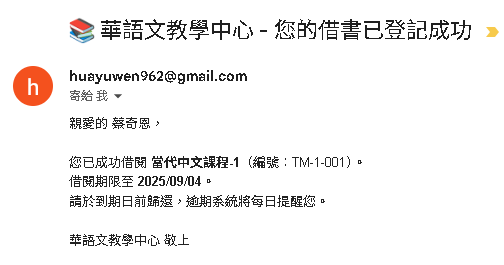 📚 華語文教學中心 - 您的借書已登記成功
h
huayuwen962@gmail.com
寄給 我
親愛的 蔡奇恩，
您已成功借閱 當代中文課程-1（編號：TM-1-001）。
借閱期限至 2025/09/04。
請於到期日前歸還，逾期系統將每日提醒您。
華語文教學中心 敬上